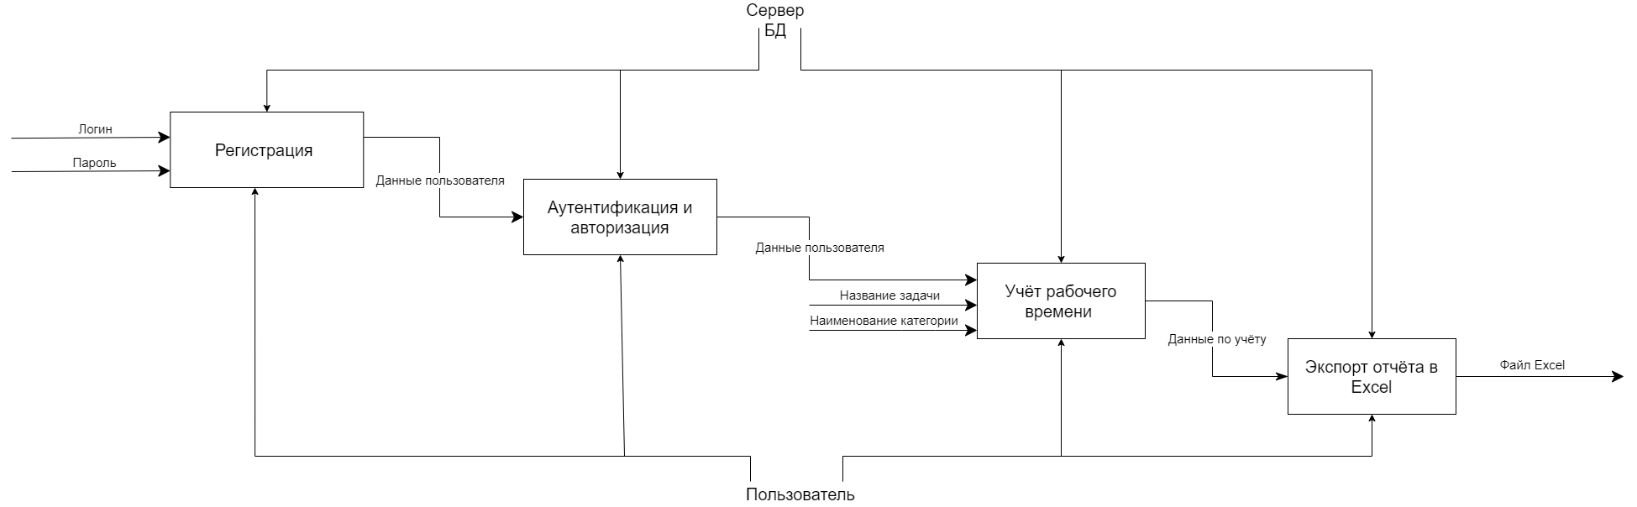 Сервер
БД
Логин
Пароль
Регистрация
Данные пользователя
Аутентификация и
авторизация
Данные пользователя
Название задачи
Наименование категории
Учёт рабочего
времени
Данные по учёту
Экспорт отчёта в
Excel
Файл Excel
Пользователь